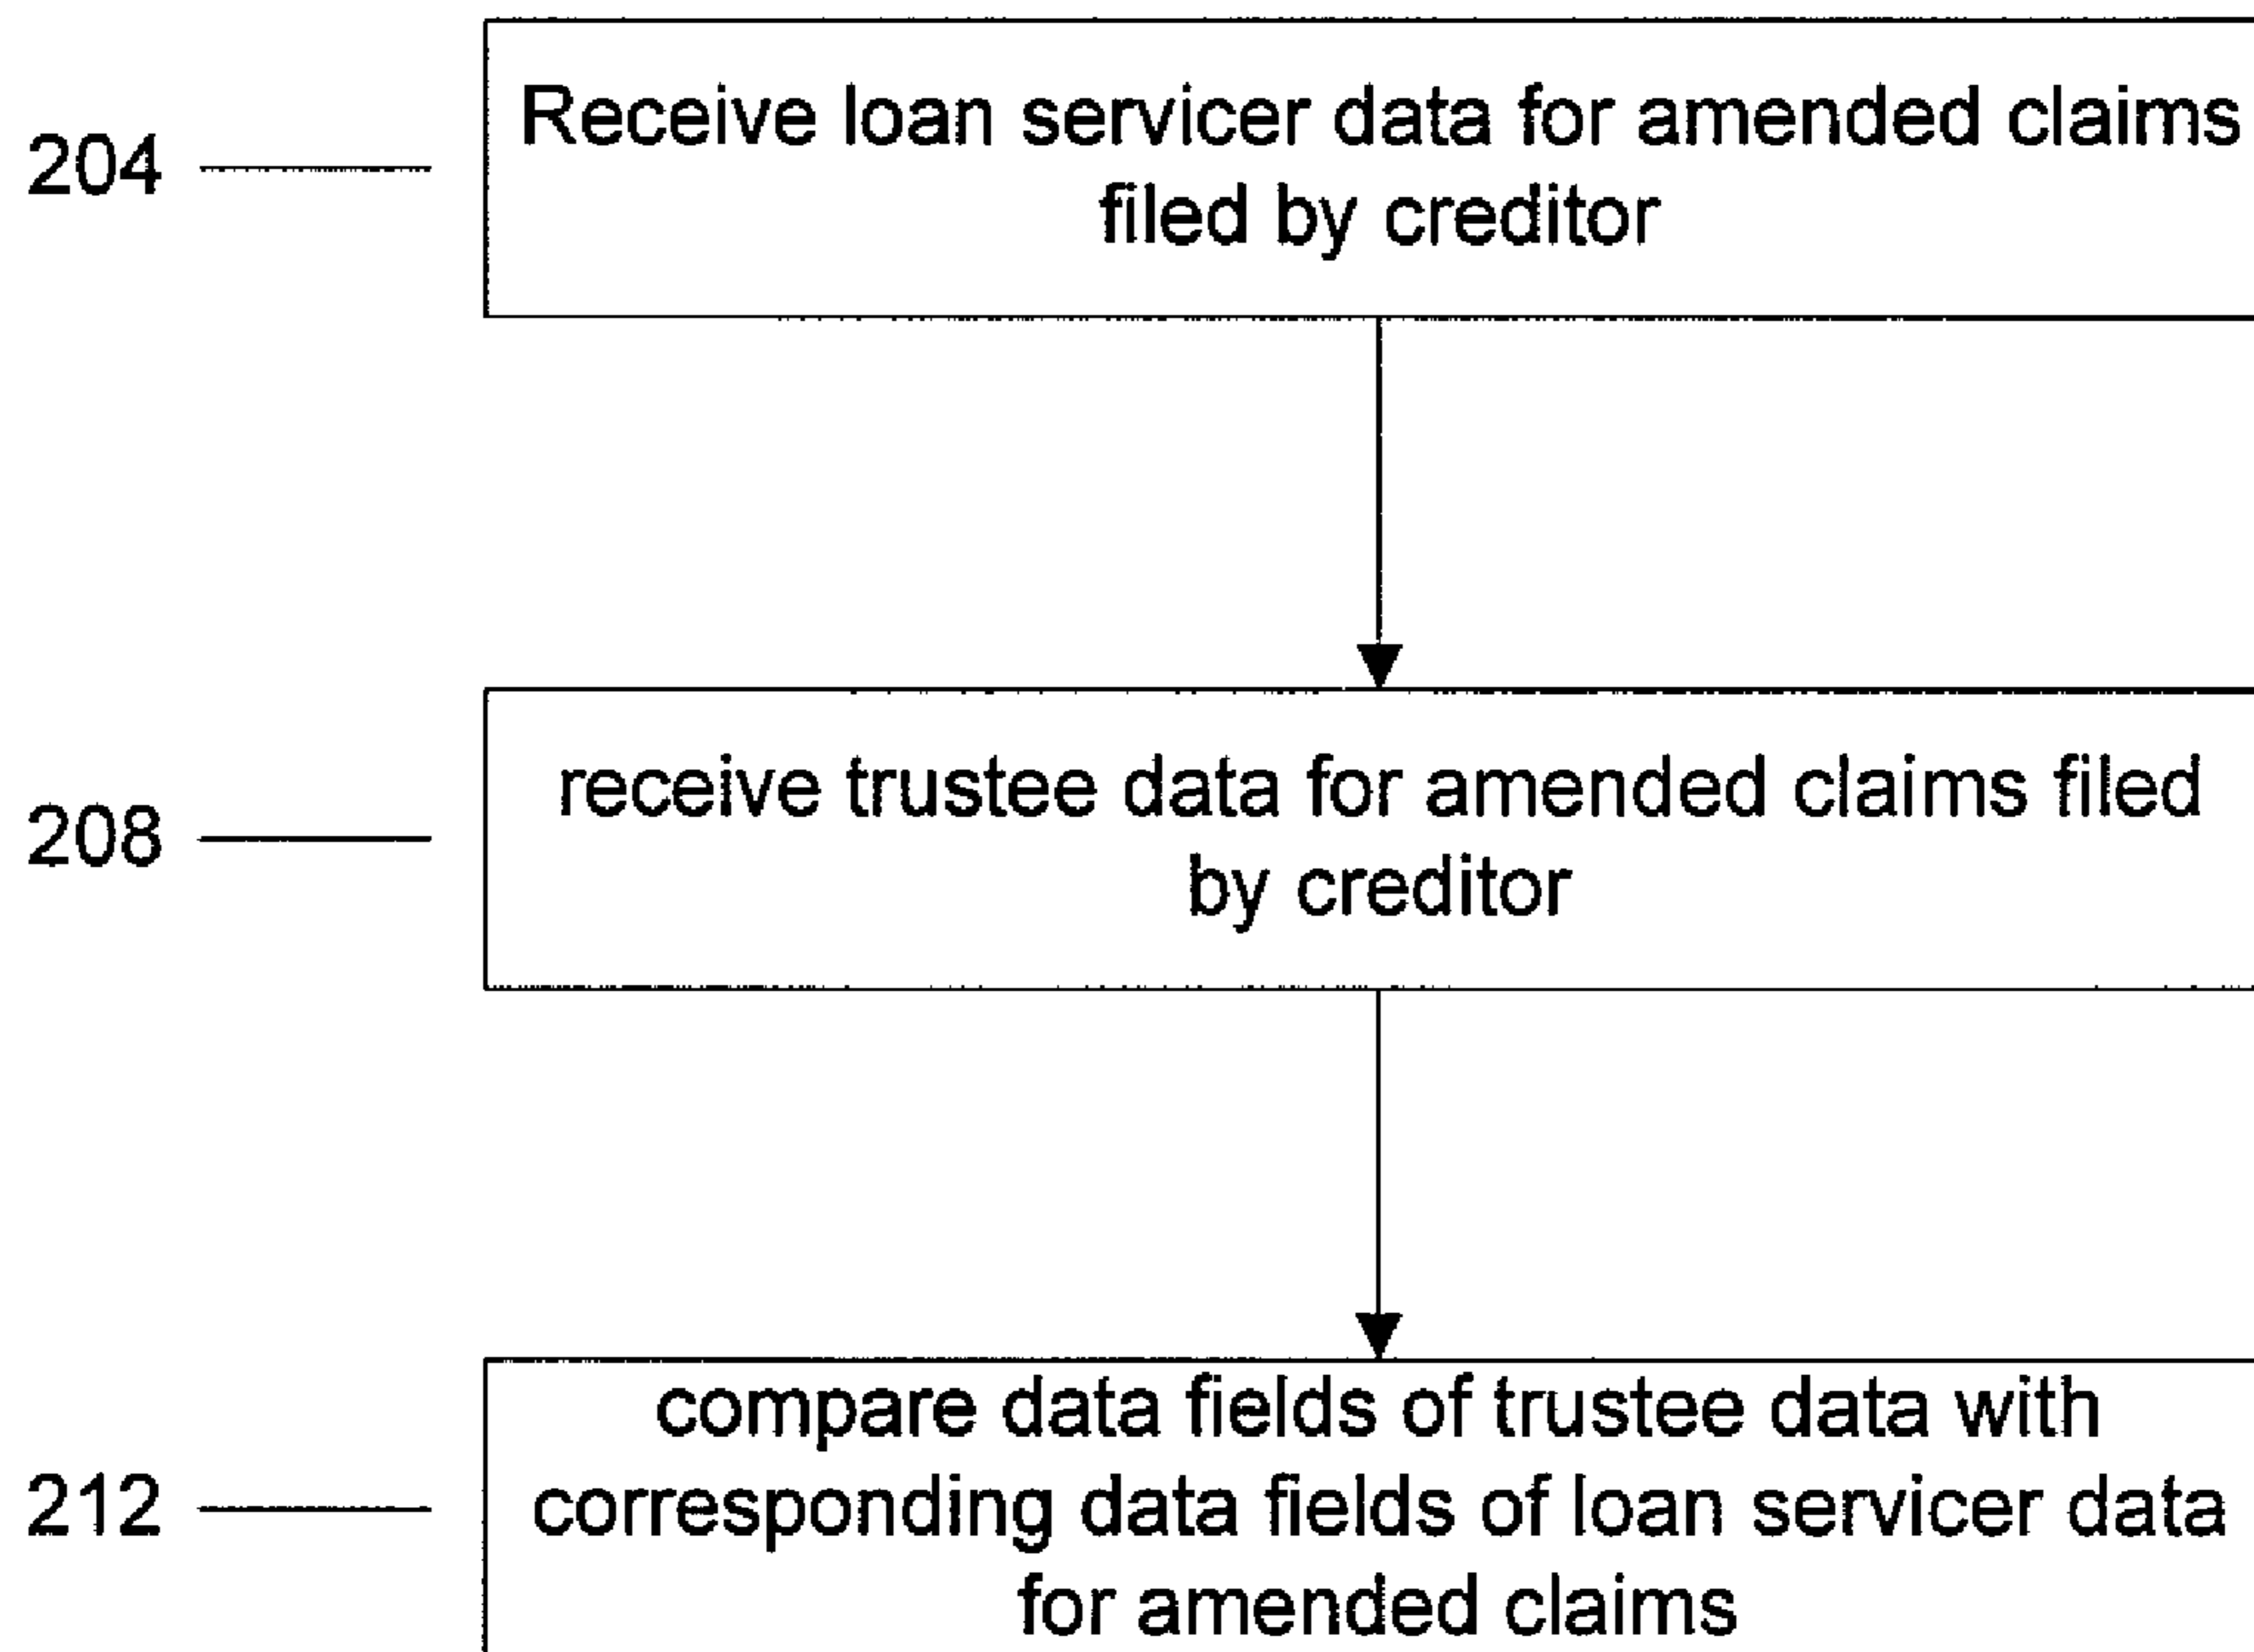 204
Receive loan servicer data for amended claims
filed by creditor
208
receive trustee data for amended claims filed
by creditor
212
compare data fields of trustee data with
corresponding data fields of loan servicer data
for amended claims